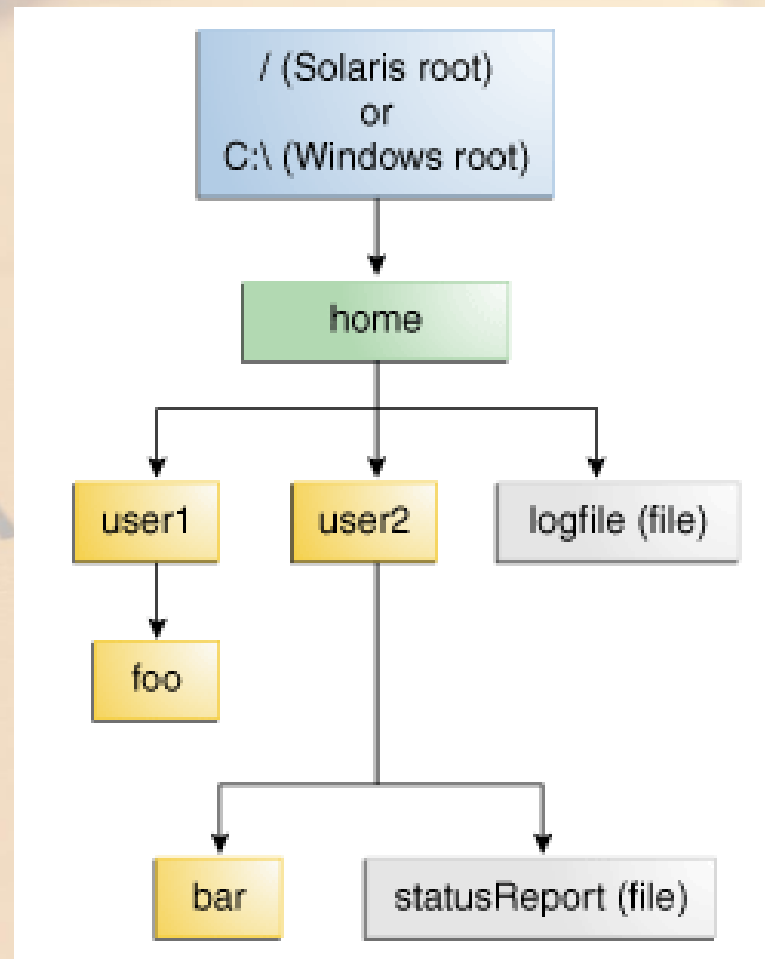 / (Solaris root)
or
C:\ (Windows root)
home
user1
user2
logfile (file)
foo
bar
statusReport (file)